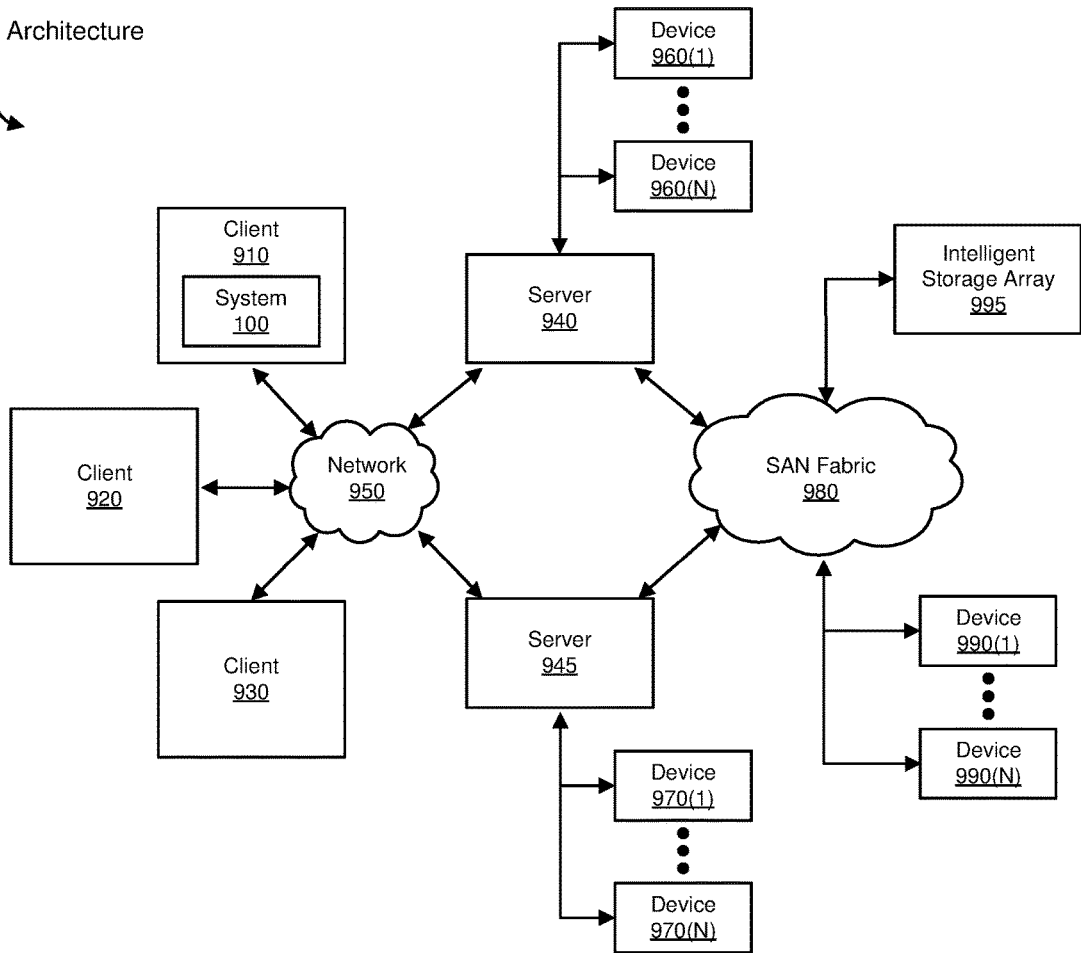 Architecture
Device
960(1)
Device
960(N)
Client
910
System
100
Server
940
Intelligent
Storage Array
995
Client
920
Network
950
SAN Fabric
980
Client
930
Server
945
Device
990(1)
Device
990(N)
Device
970(1)
Device
970(N)